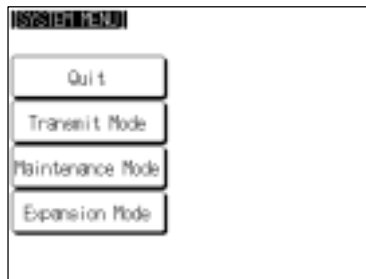 [SYSTEM MENU]
Quit
Transmit Mode
Maintenance Mode
Expansion Mode